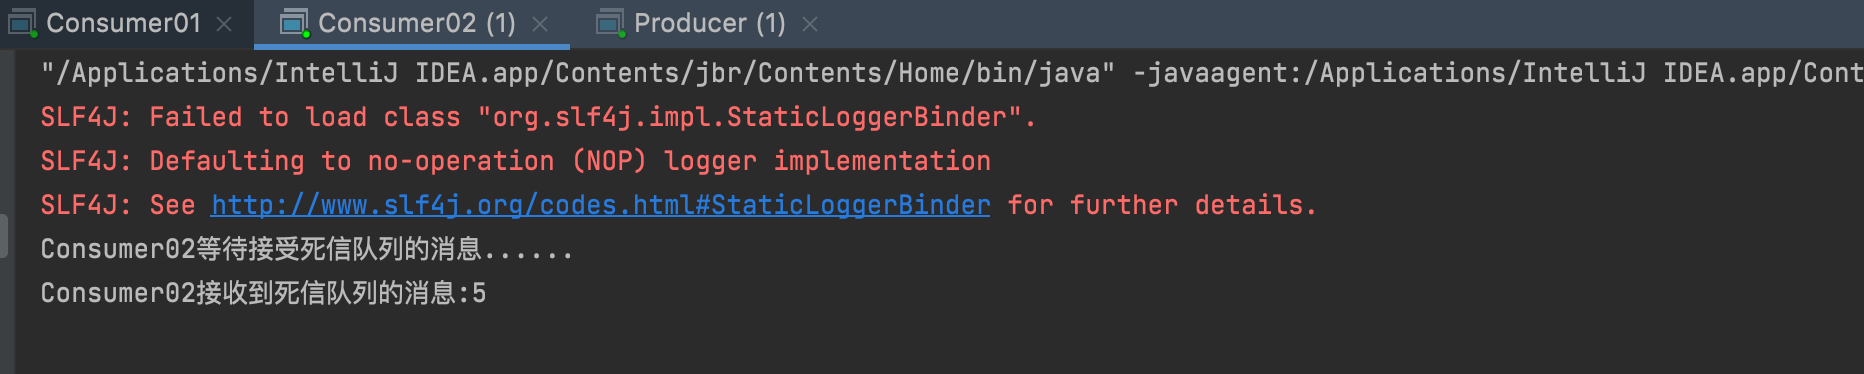 Consumer01 Consumer02 (1) Producer (1)
"/Applications/IntelliJ IDEA.app/Contents/jbr/Contents/Home/bin/java" -javaagent:/Applications/IntelliJ IDEA.app/Cont
SLF4J: Failed to load class "org.slf4j.impl.StaticLoggerBinder".
SLF4J: Defaulting to no-operation (NOP) logger implementation
SLF4J: See http://www.slf4j.org/codes.html#StaticLoggerBinder for further details.
Consumer02等待接受死信队列的消息......
Consumer02接收到死信队列的消息:5